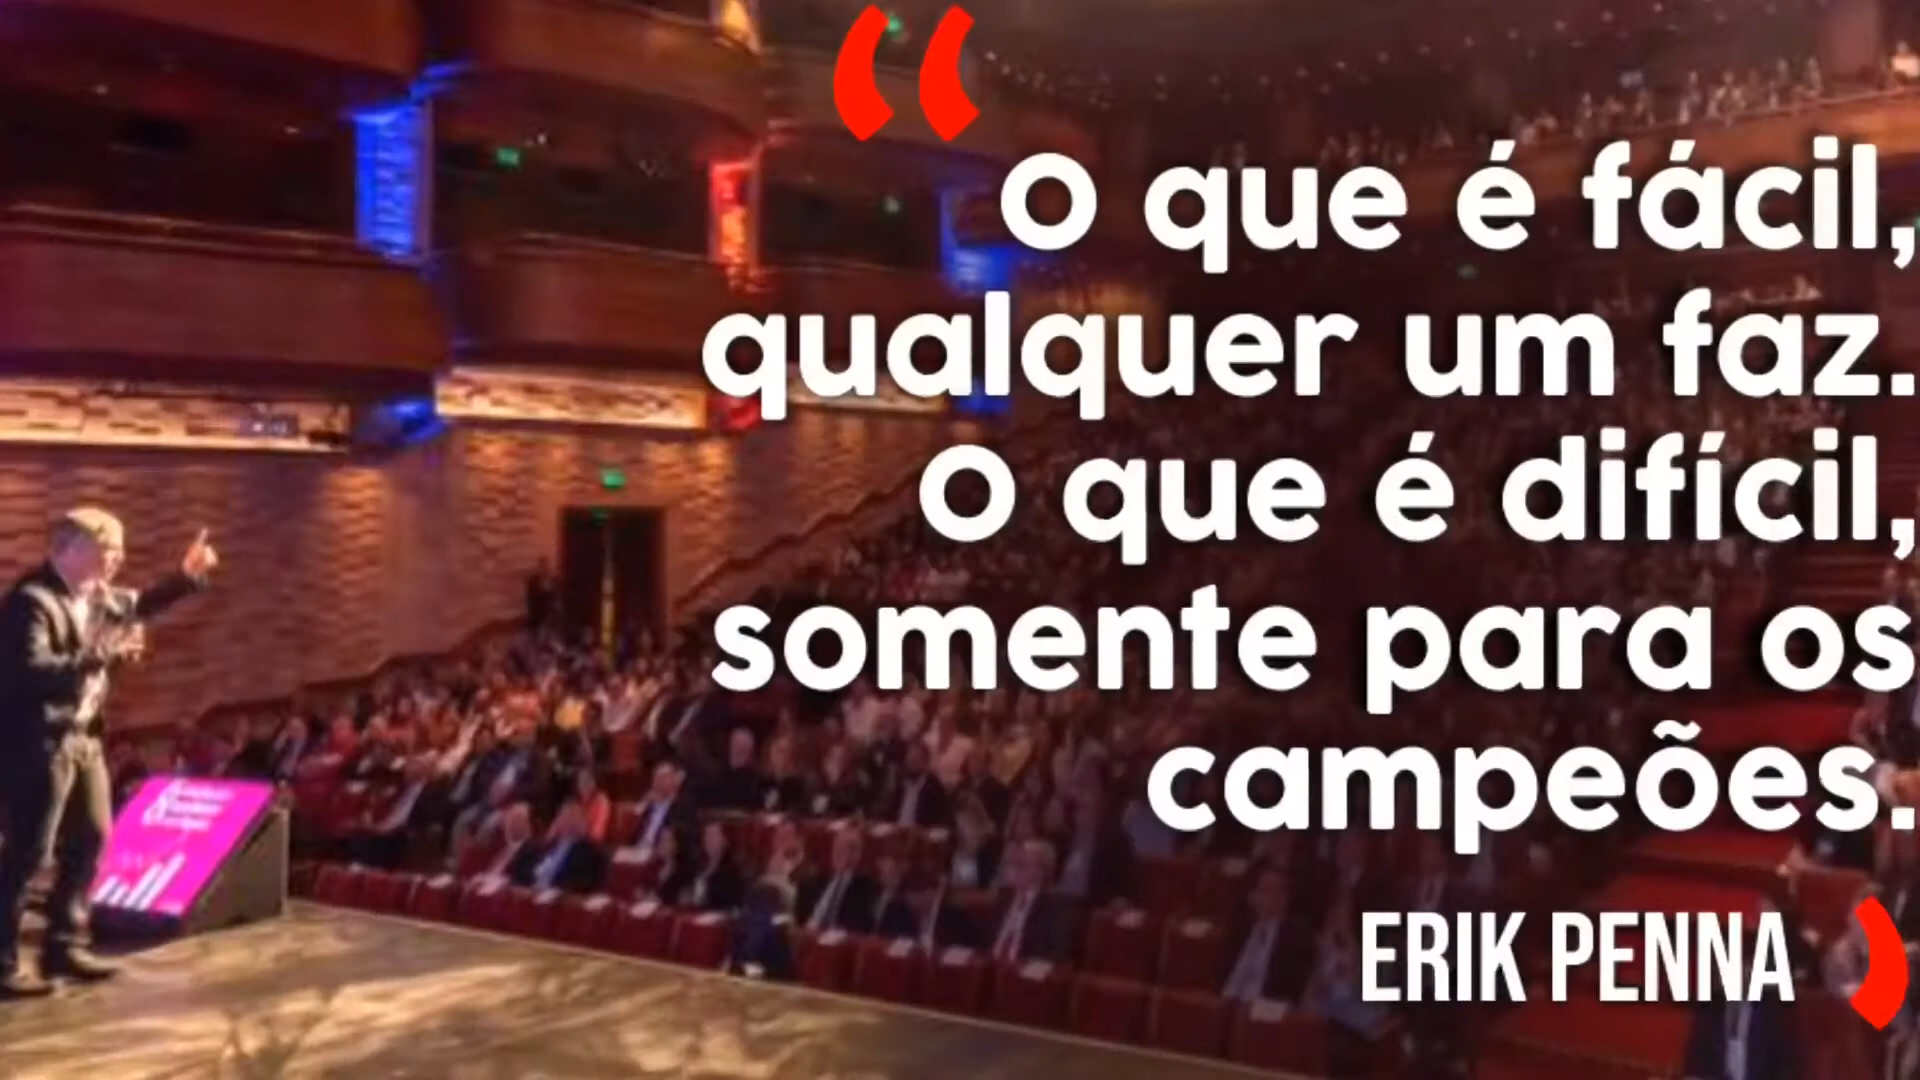 “
O que é fácil,
qualquer um faz.
O que é difícil,
somente para os
campeões.
ERIK PENNA